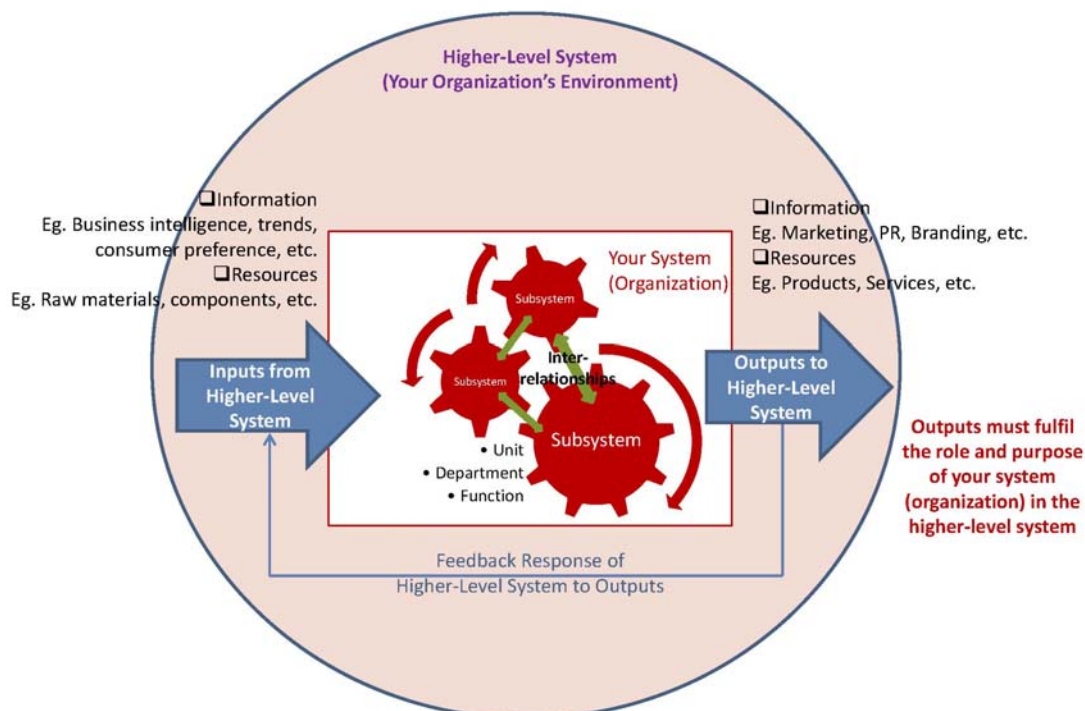 Higher-Level System
(Your Organization's Environment)
❑Information
Eg. Business intelligence, trends,
consumer preference, etc.
❑Resources
Eg. Raw materials, components, etc.
Inputs from
Higher-Level
System
Your System
(Organization)
Subsystem
Subsystem
Inter-
relationships
Subsystem
• Unit
• Department
• Function
❑Information
Eg. Marketing, PR, Branding, etc.
❑Resources
Eg. Products, Services, etc.
Outputs to
Higher-Level
System
Outputs must fulfil
the role and purpose
of your system
(organization) in the
higher-level system
Feedback Response of
Higher-Level System to Outputs